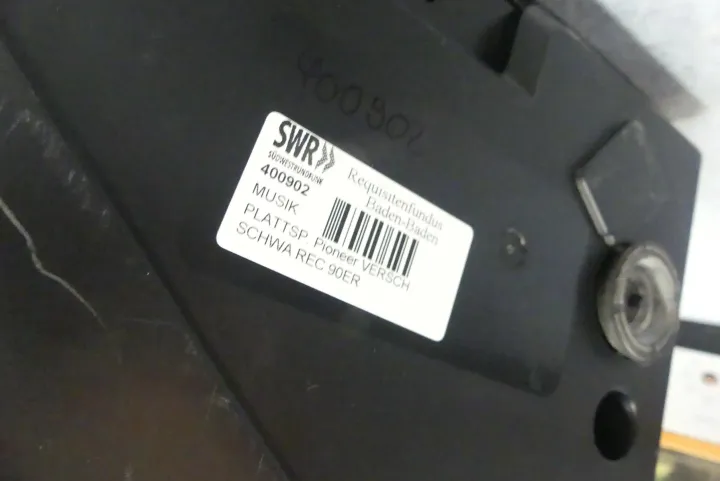 400902
SWR»
SÜDWESTRUNDFUNK
400902
Requisitenfundus
Baden-Baden
MUSIK
PLATTSP Pioneer VERSCH
SCHWA REC 90ER